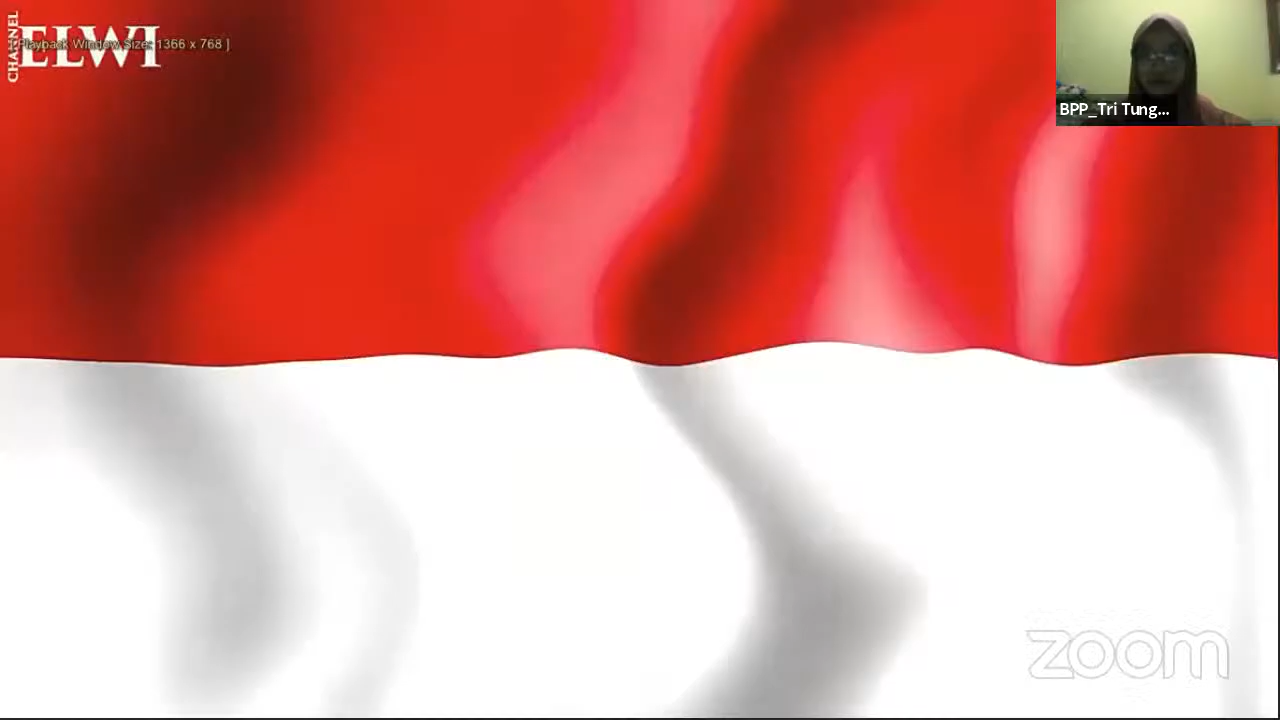 CHANNEL
ELWI
[ Playback Window Size: 1366 x 768 ]
BPP_Tri Tung...
zoom